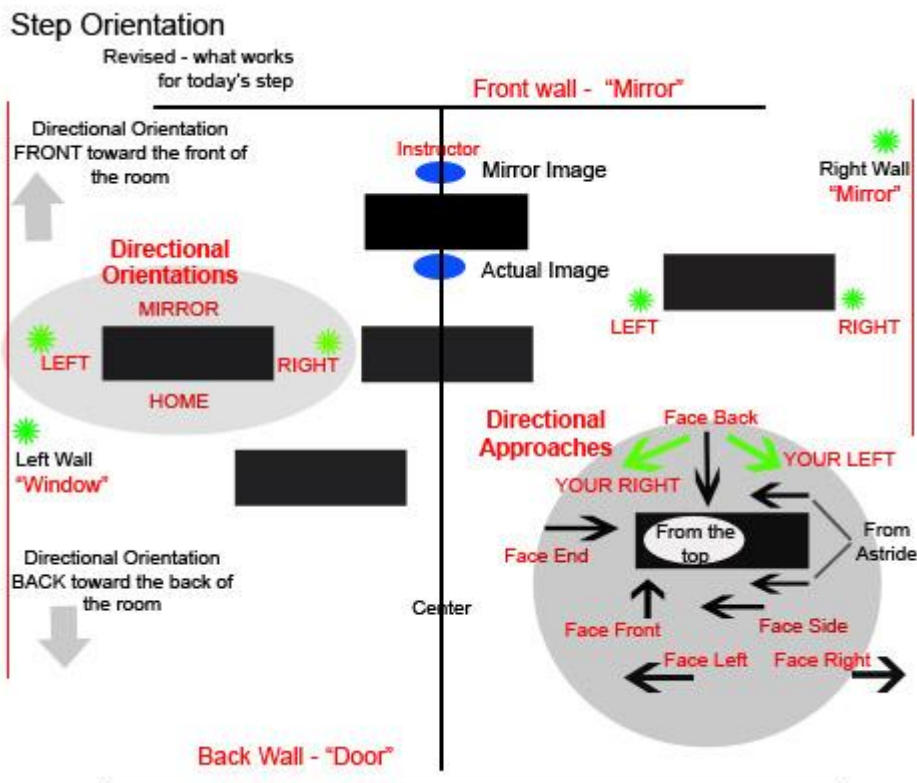 Step Orientation
Revised - what works
for today's step
Front wall - “Mirror”
Directional Orientation
FRONT toward the front of
the room
Instructor
Mirror Image
Right Wall
“Mirror”
Actual Image
Directional
Orientations
MIRROR
LEFT
RIGHT
HOME
LEFT
RIGHT
Left Wall
“Window”
Directional
Approaches
Face Back
YOUR LEFT
YOUR RIGHT
From the
top
From
Astride
Face End
Directional Orientation
BACK toward the back of
the room
Center
Face Front
Face Side
Face Left
Face Right
Back Wall - “Door”